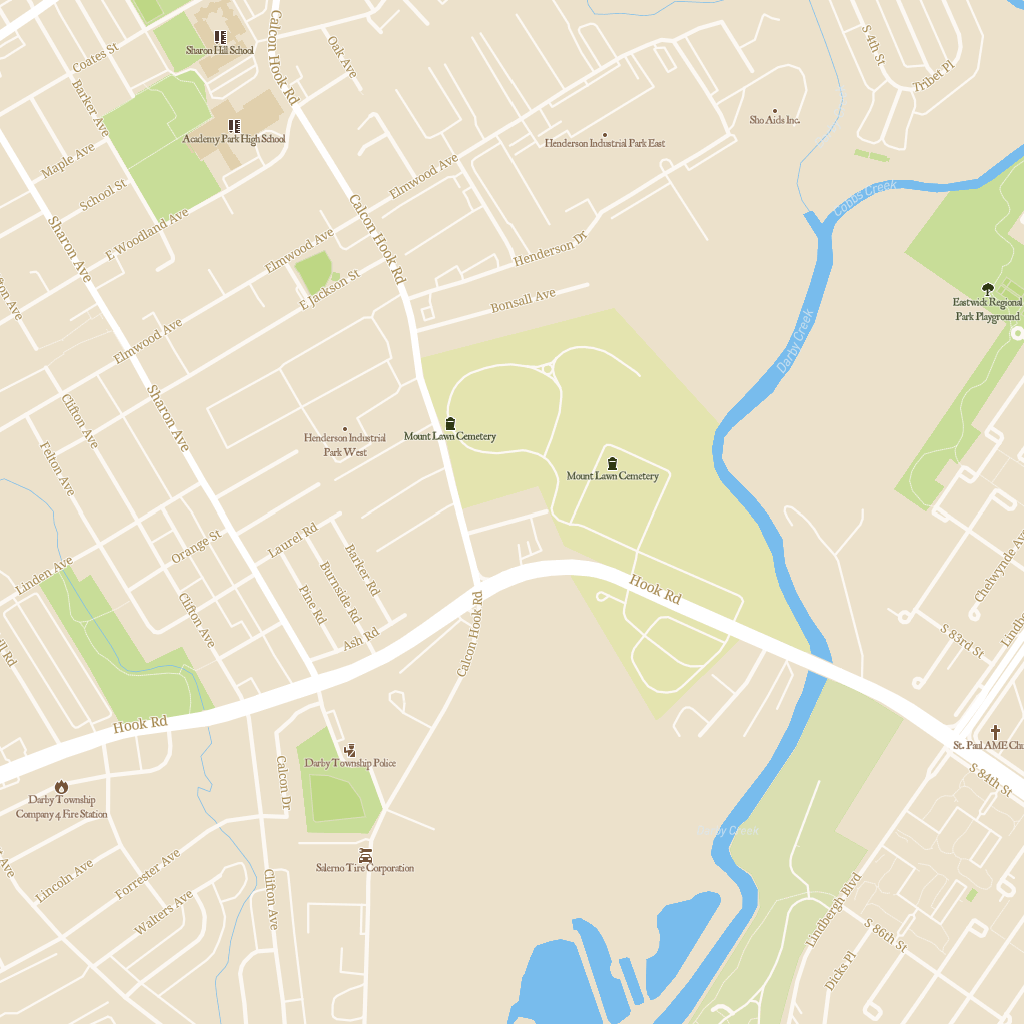 Calcon Hook Rd
Oak Ave
S 4th St
Tribet Pl
Sharon Hill School
Coates St
Barker Ave
Academy Park High School
Sho Aids Inc.
Henderson Industrial Park East
Maple Ave
School St
Elmwood Ave
Cobbs Creek
E Woodland Ave
Sharon Ave
Calcon Hook Rd
Elmwood Ave
Henderson Dr
E Jackson St
Bonsall Ave
Eastwick Regional
Park Playground
Elmwood Ave
Darby Creek
Sharon Ave
Clifton Ave
Mount Lawn Cemetery
Henderson Industrial
Park West
Felton Ave
Mount Lawn Cemetery
Orange St
Laurel Rd
Linden Ave
Barker Rd
Burnside Rd
Pine Rd
Chelwynde Ave
Hook Rd
Clifton Ave
Ash Rd
Calcon Hook Rd
S 83rd St
Hook Rd
St. Paul AME Chu
Darby Township Police
Calcon Dr
S 84th St
Darby Township
Company 4 Fire Station
Salerno Tire Corporation
Lincoln Ave
Forrester Ave
Walters Ave
Clifton Ave
Lindbergh Blvd
S 86th St
Dicks Pl